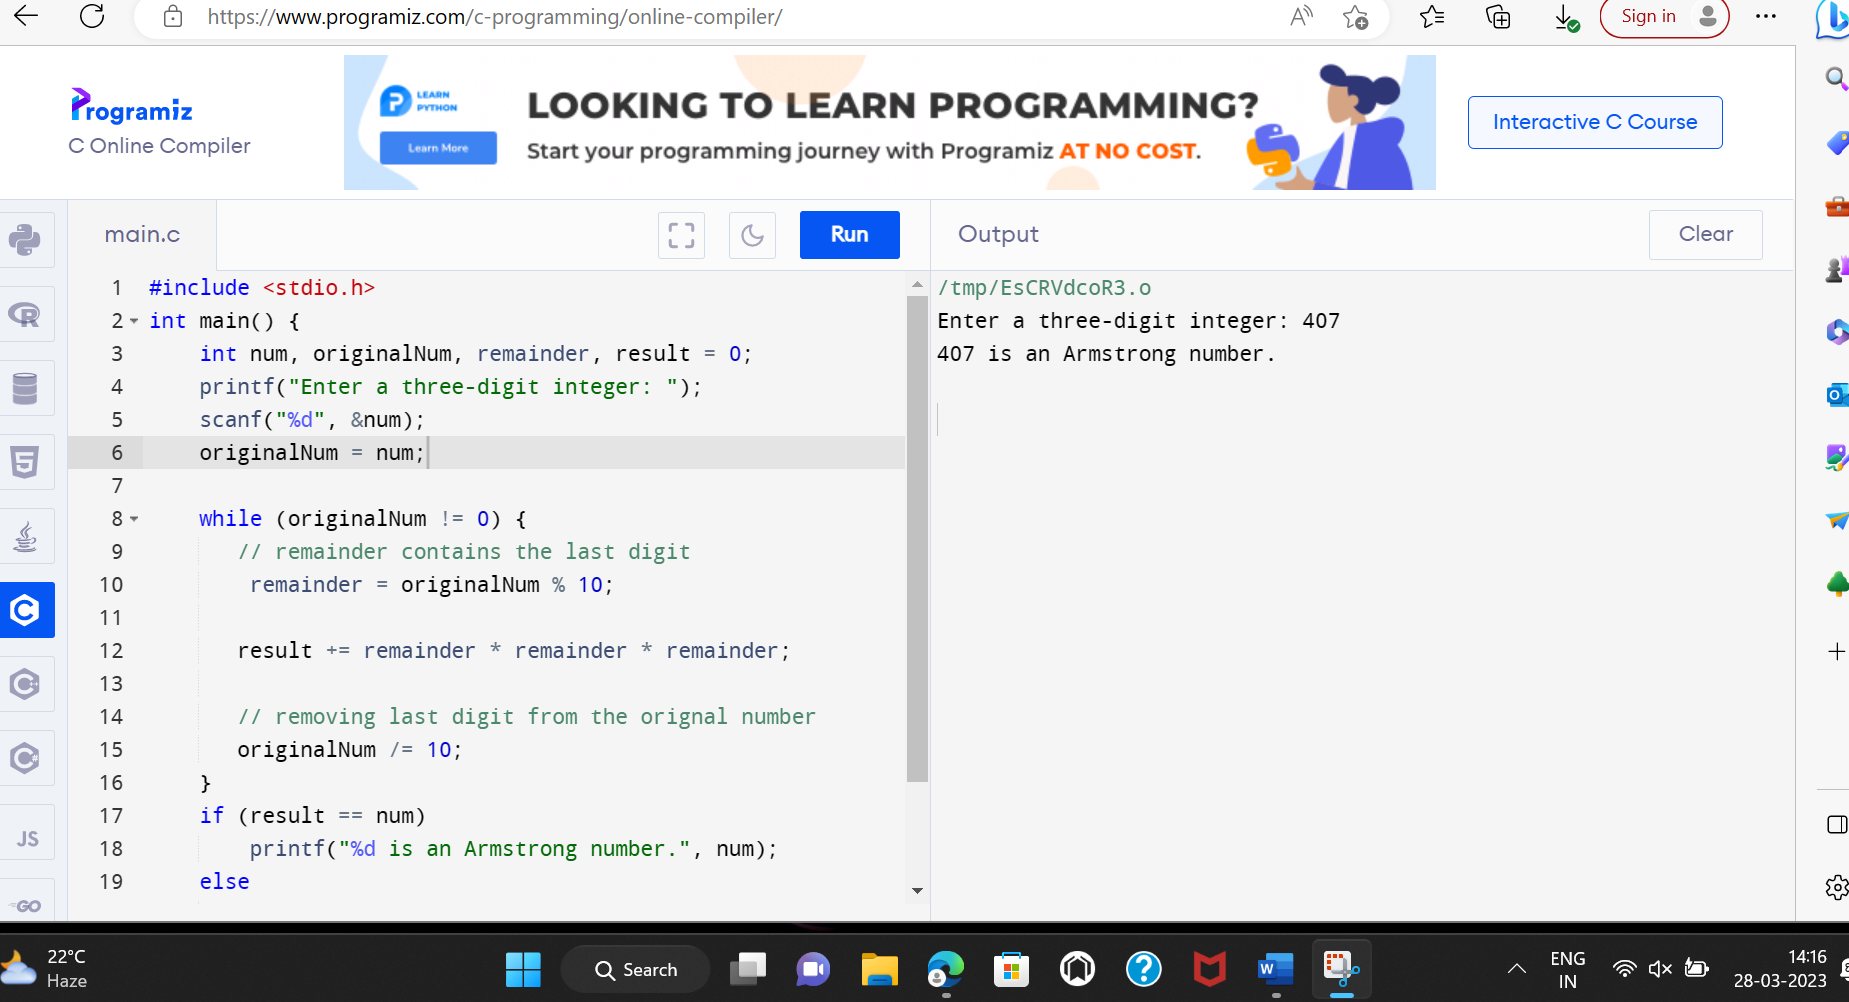 https://www.programiz.com/c-programming/online-compiler/
Sign in
Programiz
C Online Compiler
LEARN
PYTHON
Learn More
LOOKING TO LEARN PROGRAMMING?
Start your programming journey with Programiz AT NO COST.
Interactive C Course
main.c
Run
Output
Clear
1 #include <stdio.h>
2 int main() {
3 int num, originalNum, remainder, result = 0;
4 printf("Enter a three-digit integer: ");
5 scanf("%d", &num);
6 originalNum = num;
7
8 while (originalNum != 0) {
9 // remainder contains the last digit
10 remainder = originalNum % 10;
11
12 result += remainder * remainder * remainder;
13
14 // removing last digit from the orignal number
15 originalNum /= 10;
16 }
17 if (result == num)
18 printf("%d is an Armstrong number.", num);
19 else
/tmp/EsCRVdcoR3.o
Enter a three-digit integer: 407
407 is an Armstrong number.
JS
GO
22°C
Haze
Search
ENG
IN
14:16
28-03-2023